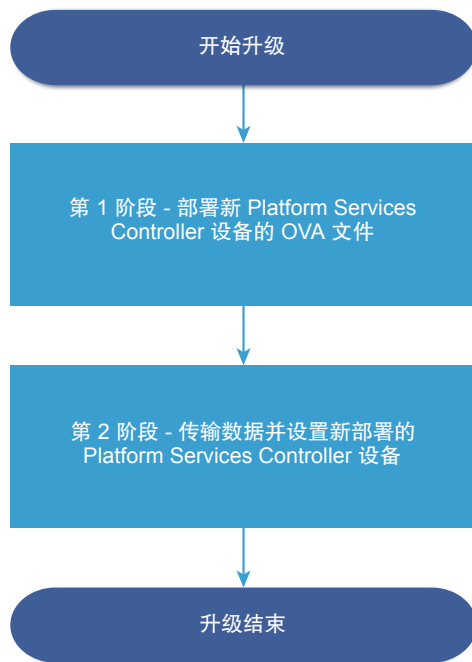 开始升级
第 1 阶段 - 部署新 Platform Services
Controller 设备的 OVA 文件
第 2 阶段 - 传输数据并设置新部署的
Platform Services Controller 设备
升级结束